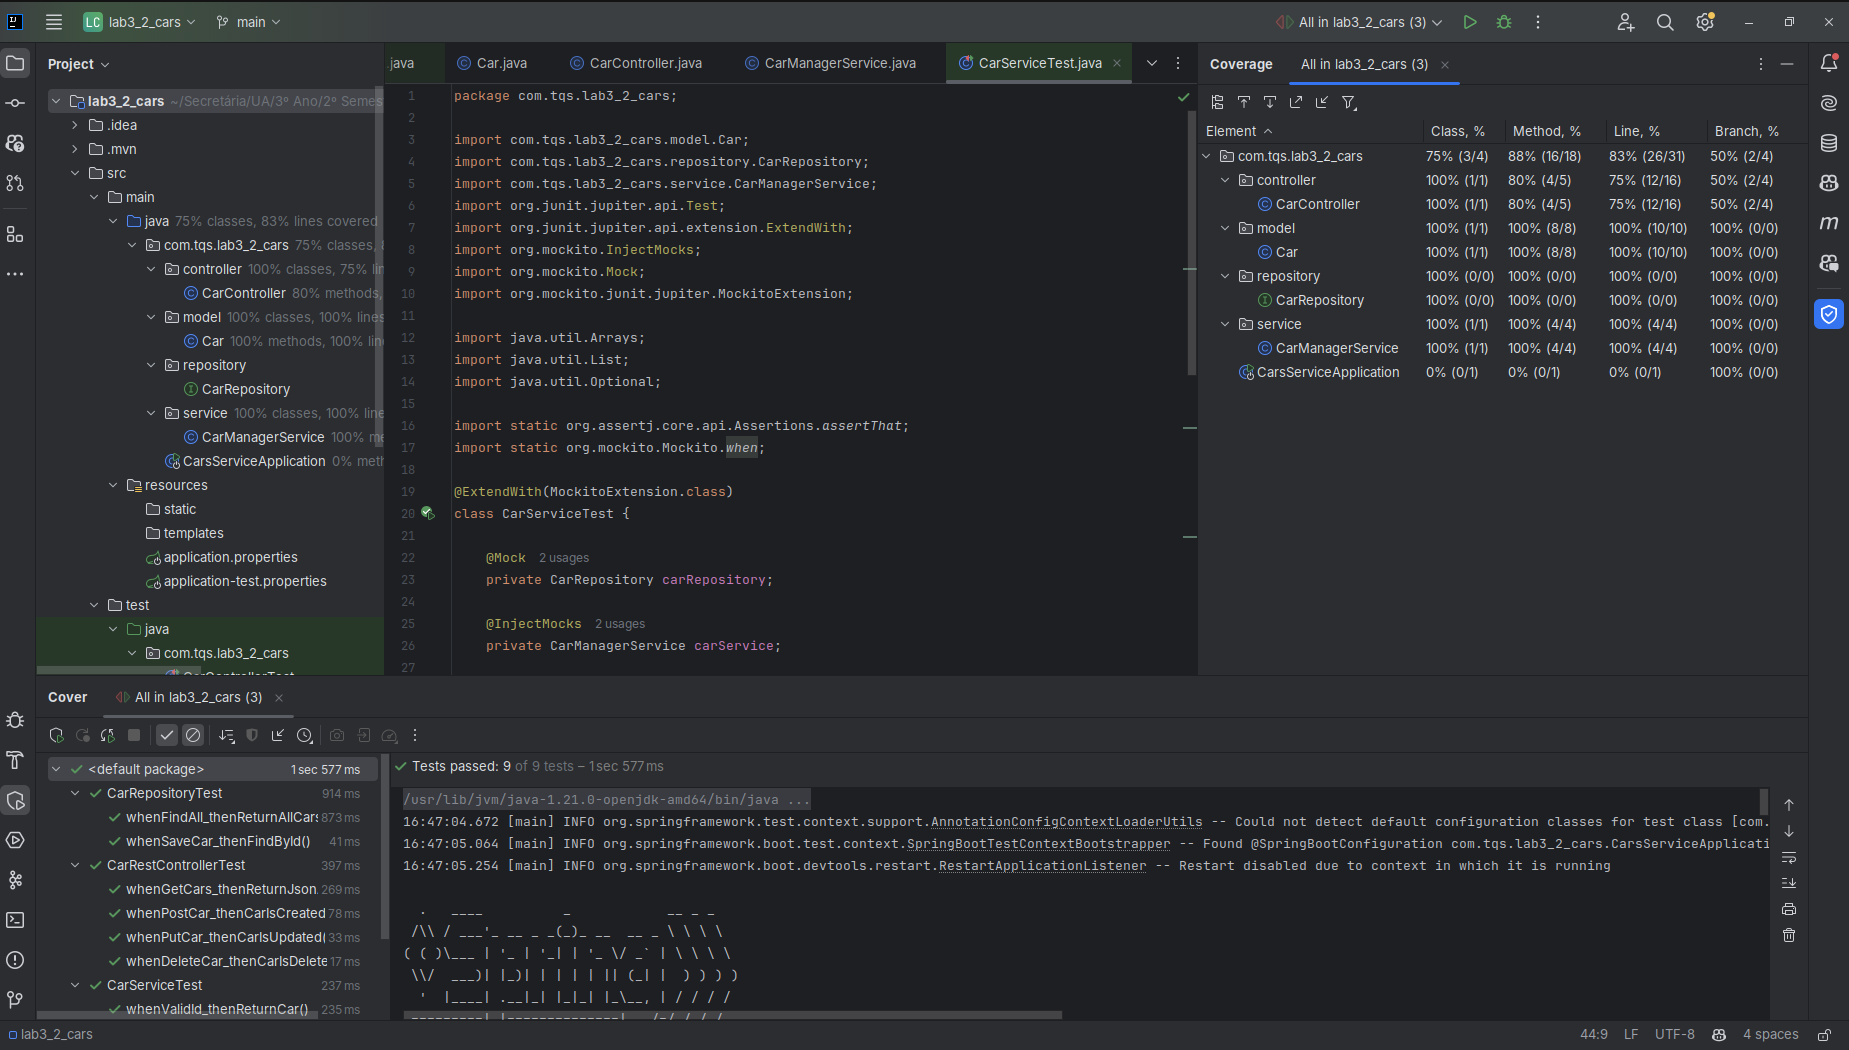 LC lab3_2_cars main All in lab3_2_cars (3)
Project
lab3_2_cars ~/Secretária/UA/3º Ano/2º Semes
.idea
.mvn
src
main
java 75% classes, 83% lines covered
com.tqs.lab3_2_cars 75% classes,
controller 100% classes, 75% lin
CarController 80% methods,
model 100% classes, 100% lines
Car 100% methods, 100% lin
repository
CarRepository
service 100% classes, 100% line
CarManagerService 100% me
CarsServiceApplication 0% meth
resources
static
templates
application.properties
application-test.properties
test
java
com.tqs.lab3_2_cars
CarControllerTest
java Car.java CarController.java CarManagerService.java CarServiceTest.java
1 package com.tqs.lab3_2_cars;
2
3 import com.tqs.lab3_2_cars.model.Car;
4 import com.tqs.lab3_2_cars.repository.CarRepository;
5 import com.tqs.lab3_2_cars.service.CarManagerService;
6 import org.junit.jupiter.api.Test;
7 import org.junit.jupiter.api.extension.ExtendWith;
8 import org.mockito.InjectMocks;
9 import org.mockito.Mock;
10 import org.mockito.junit.jupiter.MockitoExtension;
11
12 import java.util.Arrays;
13 import java.util.List;
14 import java.util.Optional;
15
16 import static org.assertj.core.api.Assertions.assertThat;
17 import static org.mockito.Mockito.when;
18
19 @ExtendWith(MockitoExtension.class)
20 class CarServiceTest {
21
22 @Mock 2 usages
23 private CarRepository carRepository;
24
25 @InjectMocks 2 usages
26 private CarManagerService carService;
27
Coverage All in lab3_2_cars (3)
Element Class, % Method, % Line, % Branch, %
com.tqs.lab3_2_cars 75% (3/4) 88% (16/18) 83% (26/31) 50% (2/4)
controller 100% (1/1) 80% (4/5) 75% (12/16) 50% (2/4)
CarController 100% (1/1) 80% (4/5) 75% (12/16) 50% (2/4)
model 100% (1/1) 100% (8/8) 100% (10/10) 100% (0/0)
Car 100% (1/1) 100% (8/8) 100% (10/10) 100% (0/0)
repository 100% (0/0) 100% (0/0) 100% (0/0) 100% (0/0)
CarRepository 100% (0/0) 100% (0/0) 100% (0/0) 100% (0/0)
service 100% (1/1) 100% (4/4) 100% (4/4) 100% (0/0)
CarManagerService 100% (1/1) 100% (4/4) 100% (4/4) 100% (0/0)
CarsServiceApplication 0% (0/1) 0% (0/1) 0% (0/1) 100% (0/0)
Cover All in lab3_2_cars (3)
<default package> 1 sec 577 ms
CarRepositoryTest 914 ms
whenFindAll_thenReturnAllCars 873 ms
whenSaveCar_thenFindById() 41 ms
CarRestControllerTest 397 ms
whenGetCars_thenReturnJson 269 ms
whenPostCar_thenCarIsCreated 78 ms
whenPutCar_thenCarIsUpdated( 33 ms
whenDeleteCar_thenCarIsDelete 17 ms
CarServiceTest 237 ms
whenValidId_thenReturnCar() 235 ms
Tests passed: 9 of 9 tests – 1 sec 577 ms
/usr/lib/jvm/java-1.21.0-openjdk-amd64/bin/java ...
16:47:04.672 [main] INFO org.springframework.test.context.support.AnnotationConfigContextLoaderUtils -- Could not detect default configuration classes for test class [com.
16:47:05.064 [main] INFO org.springframework.boot.test.context.SpringBootTestContextBootstrapper -- Found @SpringBootConfiguration com.tqs.lab3_2_cars.CarsServiceApplicati
16:47:05.254 [main] INFO org.springframework.boot.devtools.restart.RestartApplicationListener -- Restart disabled due to context in which it is running
  .   ____          _            __ _ _
 /\\ / ___'_ __ _ _(_)_ __  __ _ \ \ \ \
( ( )\___ | '_ | '_| | '_ \/ _` | \ \ \ \
 \\/  ___)| |_)| | | | | || (_| |  ) ) ) )
  '  |____| .__|_| |_|_| |_\__, | / / / /
lab3_2_cars 44:9 LF UTF-8 4 spaces